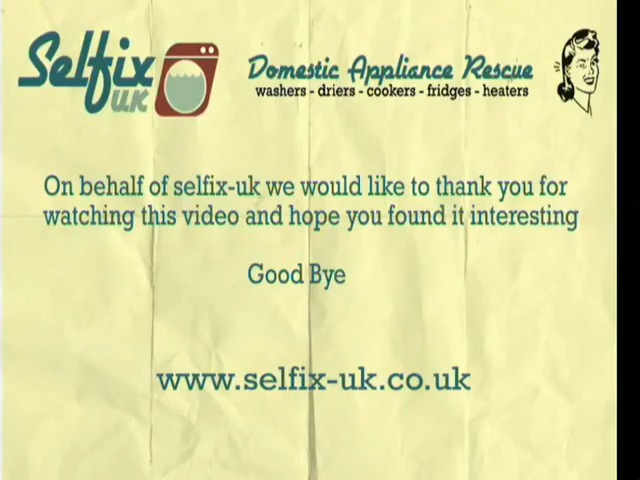 Selfix
UK
Domestic Appliance Rescue
washers - driers - cookers - fridges - heaters
On behalf of selfix-uk we would like to thank you for
watching this video and hope you found it interesting
Good Bye
www.selfix-uk.co.uk